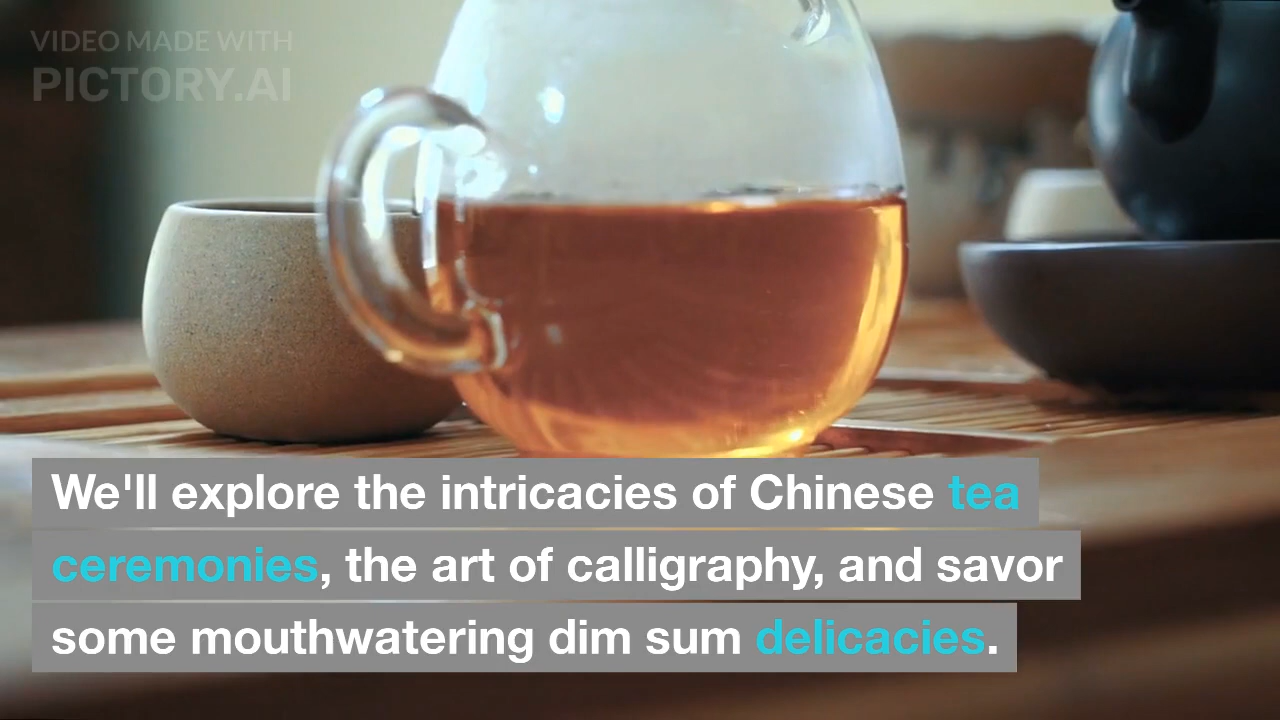 VIDEO MADE WITH
PICTORY.AI
We'll explore the intricacies of Chinese tea
ceremonies, the art of calligraphy, and savor
some mouthwatering dim sum delicacies.